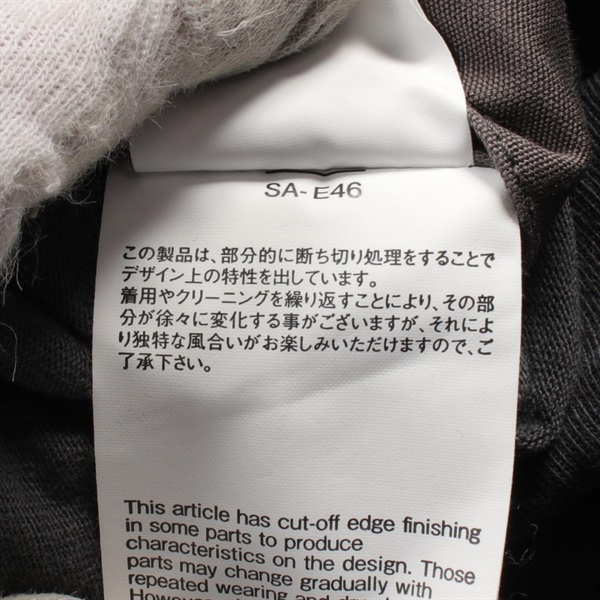 SA-E46
この製品は、部分的に断ち切り処理をすることで
デザイン上の特性を出しています。
着用やクリーニングを繰り返すことにより、その部
分が徐々に変化する事がございますが、それによ
り独特な風合いがお楽しみいただけますので、ご
了承下さい。
This article has cut-off edge finishing
in some parts to produce
characteristics on the design. Those
parts may change gradually with
repeated wearing and
However